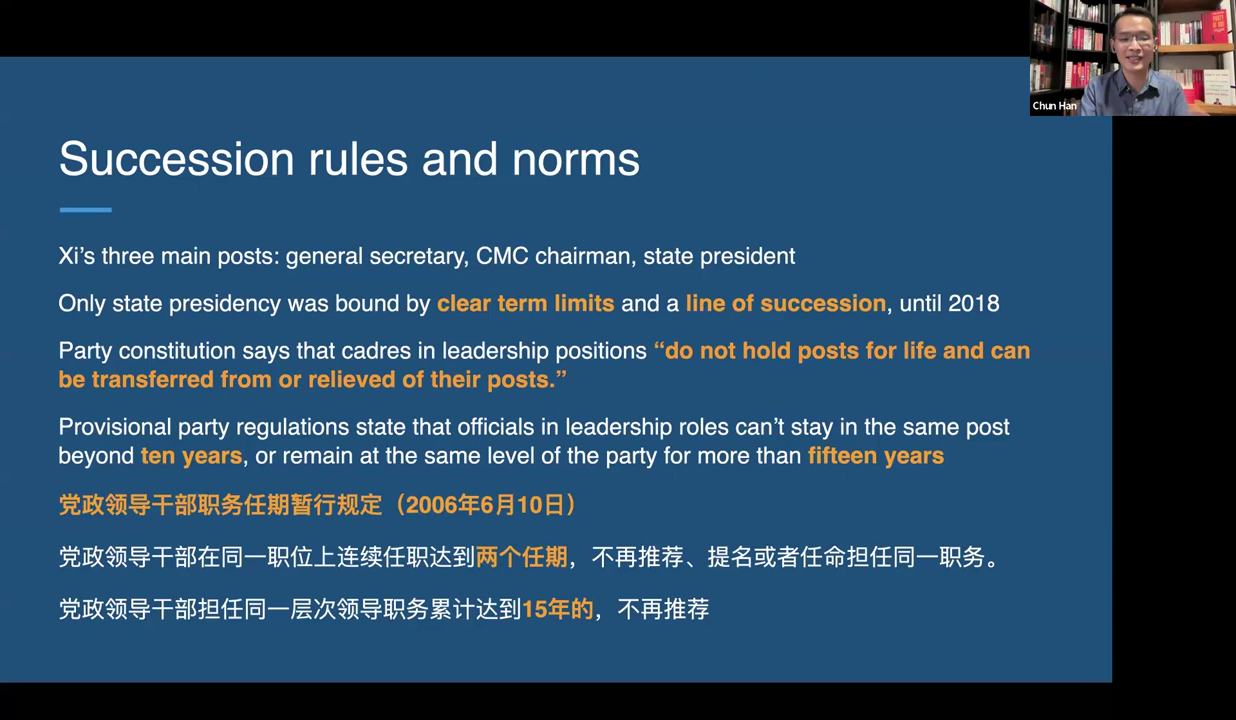 Chun Han
Succession rules and norms
Xi’s three main posts: general secretary, CMC chairman, state president
Only state presidency was bound by clear term limits and a line of succession, until 2018
Party constitution says that cadres in leadership positions “do not hold posts for life and can
be transferred from or relieved of their posts.”
Provisional party regulations state that officials in leadership roles can’t stay in the same post
beyond ten years, or remain at the same level of the party for more than fifteen years
党政领导干部职务任期暂行规定（2006年6月10日）
党政领导干部在同一职位上连续任职达到两个任期，不再推荐、提名或者任命担任同一职务。
党政领导干部担任同一层次领导职务累计达到15年的，不再推荐